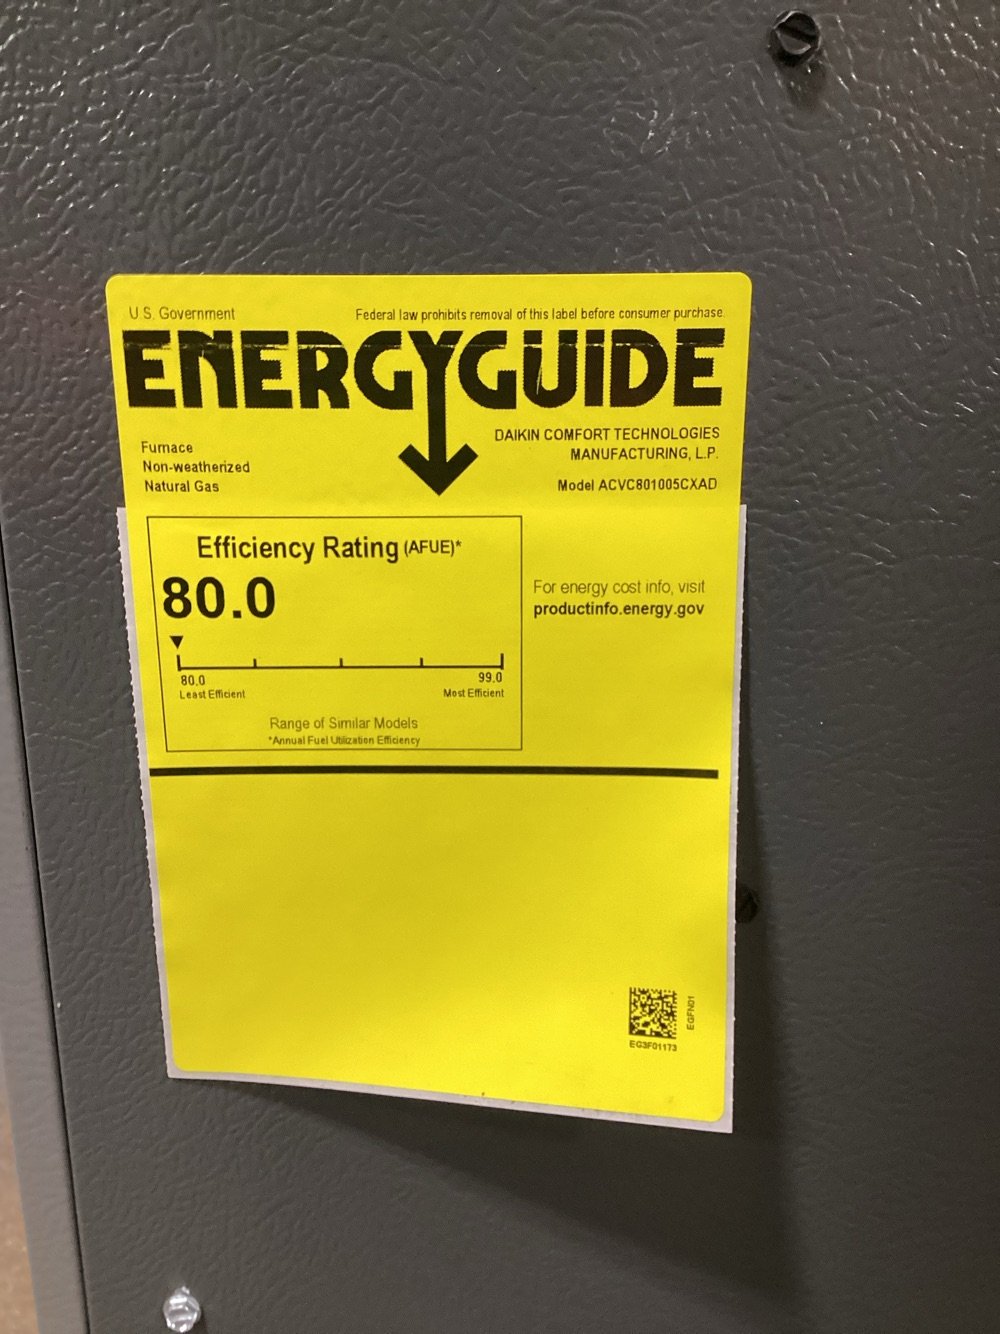 U.S. Government
Federal law prohibits removal of this label before consumer purchase.
ENERGYGUIDE
Furnace
Non-weatherized
Natural Gas
DAIKIN COMFORT TECHNOLOGIES
MANUFACTURING, L.P.
Model ACVC801005CXAD
Efficiency Rating (AFUE)*
80.0
80.0
99.0
Least Efficient
Most Efficient
Range of Similar Models
*Annual Fuel Utilization Efficiency
For energy cost info, visit
productinfo.energy.gov
EGFN01
EG3F01173